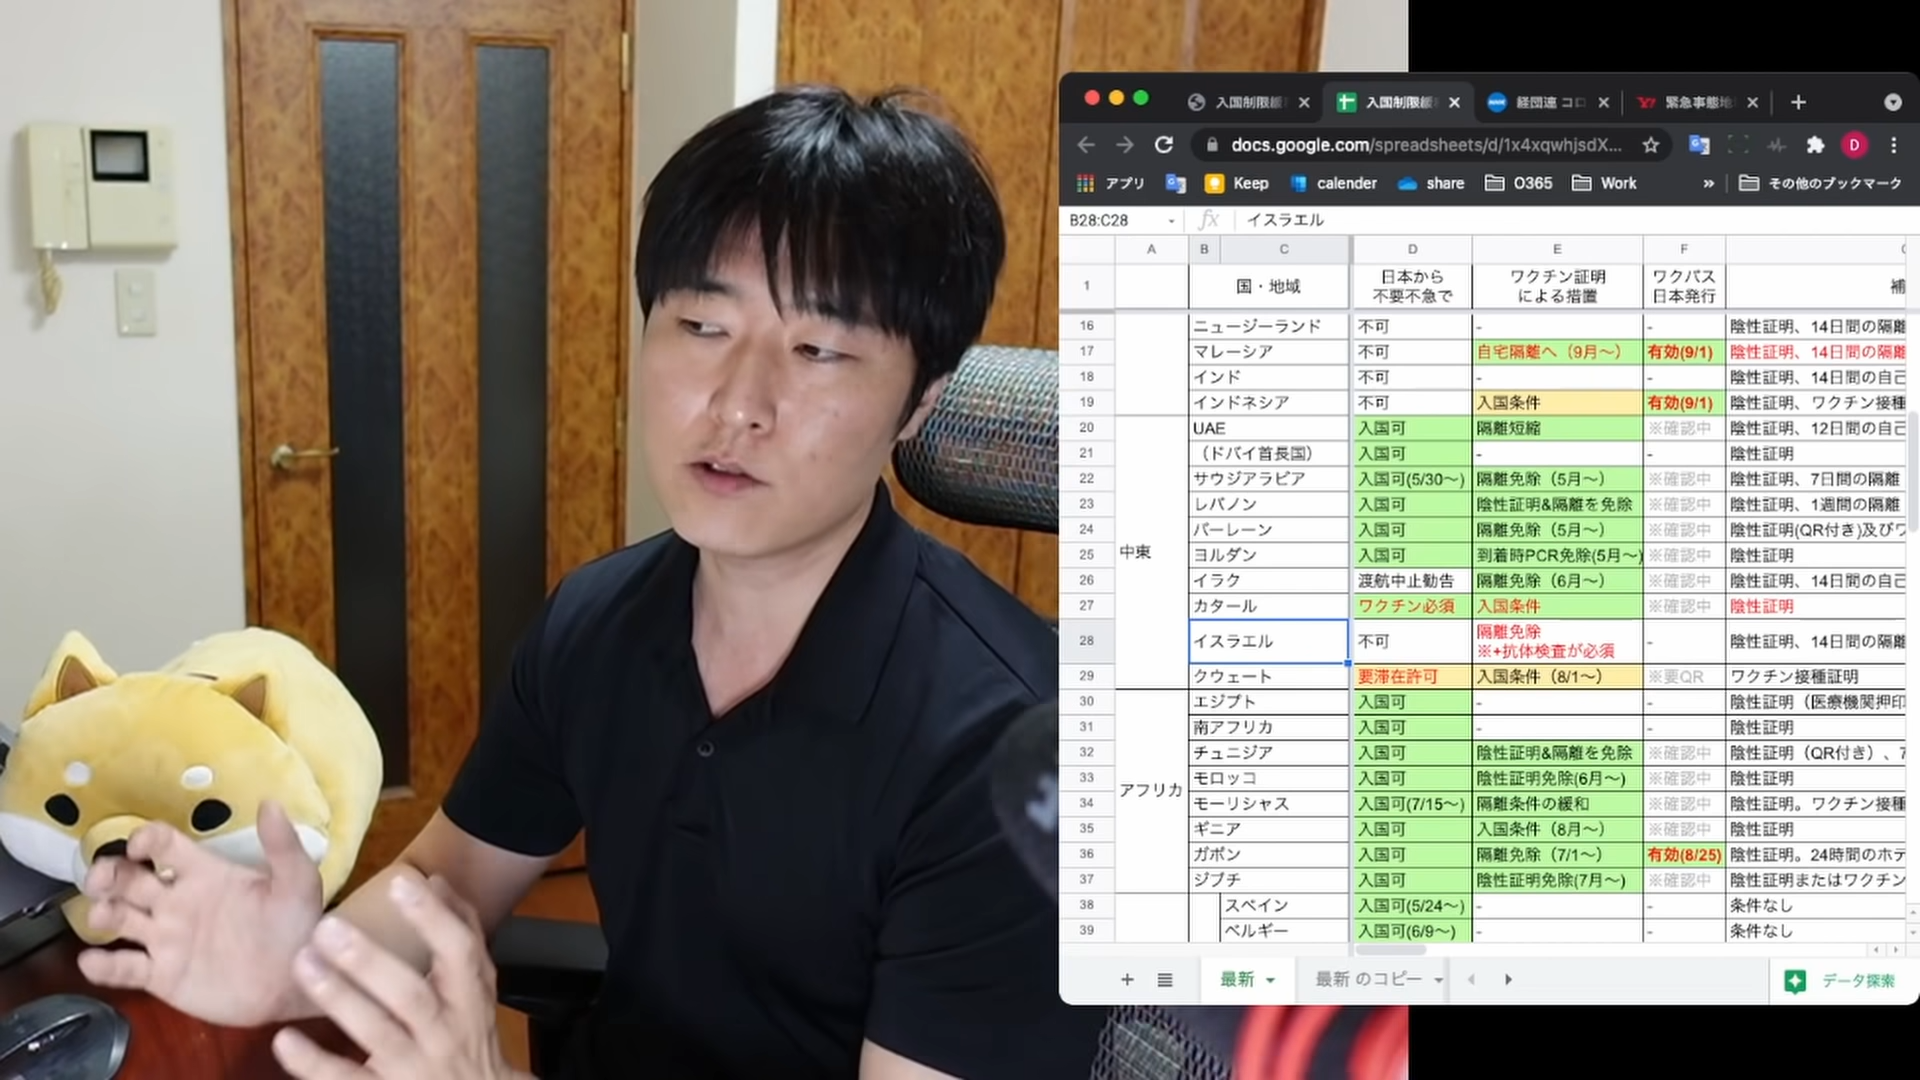 入国制限緩
入国制限緩
経団連 コロ
緊急事態地
docs.google.com/spreadsheets/d/1x4xqwhjsdX...
D
アプリ
Keep
calender
share
O365
Work
»
その他のブックマーク
B28:C28
fx
イスラエル
A B C D E F
1 国・地域 日本から 不要不急で ワクチン証明 による措置 ワクパス 日本発行 補
16 ニュージーランド 不可 - - 陰性証明、14日間の隔離
17 マレーシア 不可 自宅隔離へ（9月～） 有効(9/1) 陰性証明、14日間の隔離
18 インド 不可 - - 陰性証明、14日間の自己
19 インドネシア 不可 入国条件 有効(9/1) 陰性証明、ワクチン接種
20 UAE 入国可 隔離短縮 ※確認中 陰性証明、12日間の自己
21 （ドバイ首長国） 入国可 - - 陰性証明
22 サウジアラビア 入国可(5/30～) 隔離免除（5月～） ※確認中 陰性証明、7日間の隔離
23 レバノン 入国可 陰性証明&隔離を免除 ※確認中 陰性証明、1週間の隔離
24 バーレーン 入国可 隔離免除（5月～） ※確認中 陰性証明(QR付き)及びワ
中東
25 ヨルダン 入国可 到着時PCR免除(5月～) ※確認中 陰性証明
26 イラク 渡航中止勧告 隔離免除（6月～） ※確認中 陰性証明、14日間の自己
27 カタール ワクチン必須 入国条件 ※確認中 陰性証明
28 イスラエル 不可 隔離免除 ※+抗体検査が必須 - 陰性証明、14日間の隔離
29 クウェート 要滞在許可 入国条件（8/1～） ※要QR ワクチン接種証明
30 エジプト 入国可 - - 陰性証明（医療機関押印
31 南アフリカ 入国可 - - 陰性証明
32 チュニジア 入国可 陰性証明&隔離を免除 ※確認中 陰性証明（QR付き）、7
33 モロッコ 入国可 陰性証明免除(6月～) ※確認中 陰性証明
アフリカ
34 モーリシャス 入国可(7/15～) 隔離条件の緩和 ※確認中 陰性証明。ワクチン接種
35 ギニア 入国可 入国条件（8月～） ※確認中 陰性証明
36 ガボン 入国可 隔離免除（7/1～） 有効(8/25) 陰性証明。24時間のホテ
37 ジブチ 入国可 陰性証明免除(7月～) ※確認中 陰性証明またはワクチン
38 スペイン 入国可(5/24～) - - 条件なし
39 ベルギー 入国可(6/9～) - - 条件なし
最新
最新 のコピー
データ探索